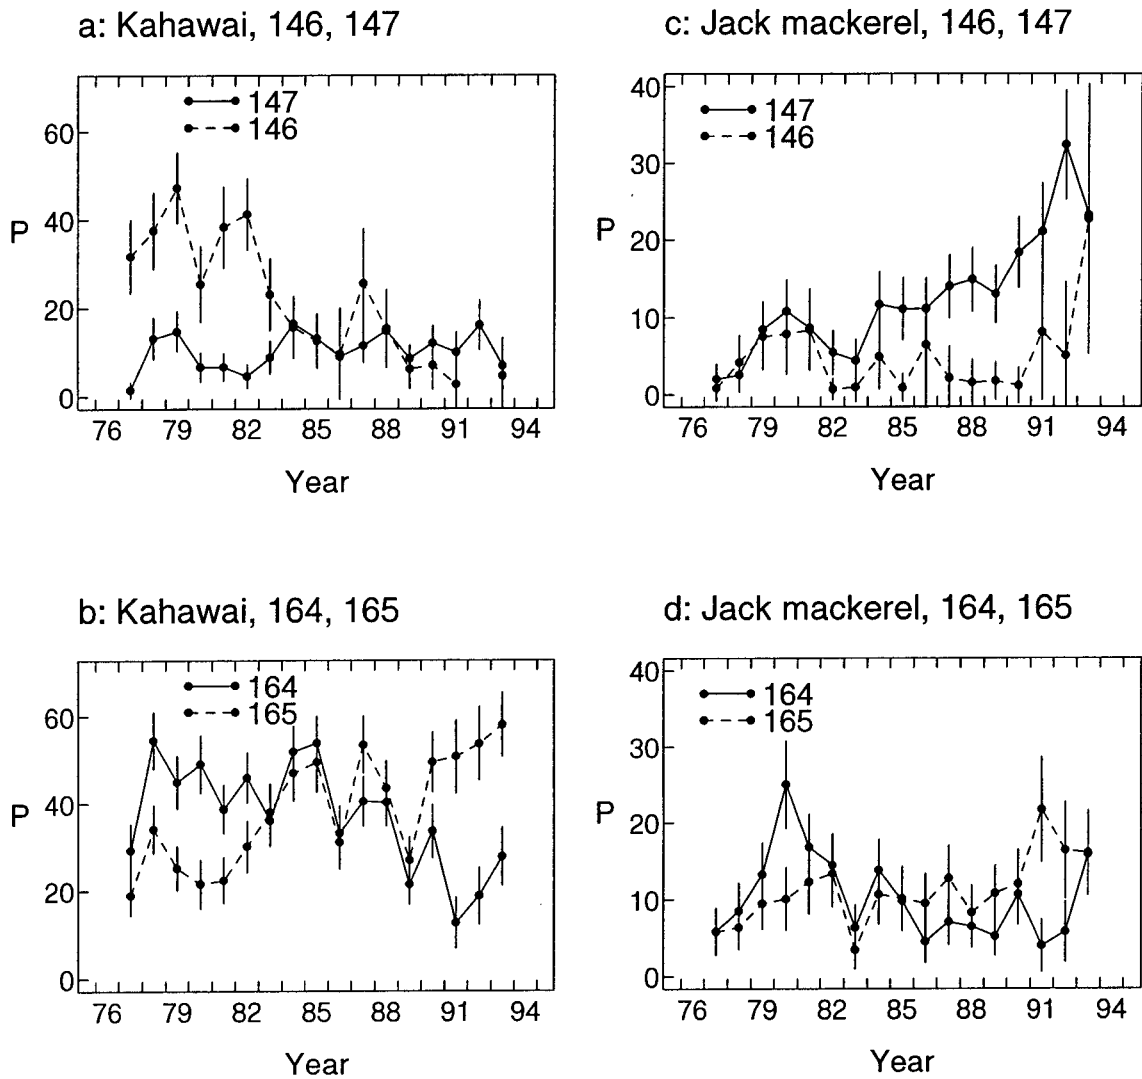 a: Kahawai, 146, 147
147
146
60
40
20
0
P
76 79 82 85 88 91 94
Year
c: Jack mackerel, 146, 147
147
146
40
30
20
10
0
P
76 79 82 85 88 91 94
Year
b: Kahawai, 164, 165
164
165
60
40
20
0
P
76 79 82 85 88 91 94
Year
d: Jack mackerel, 164, 165
164
165
40
30
20
10
0
P
76 79 82 85 88 91 94
Year